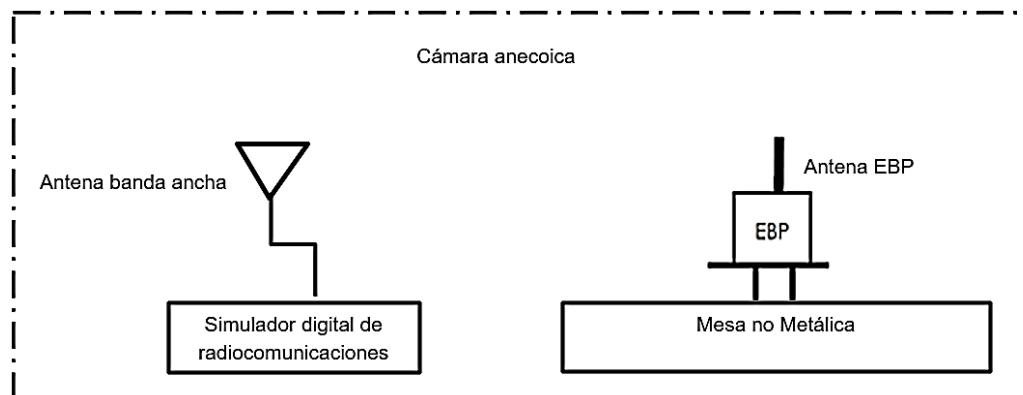 Cámara anecoica
Antena banda ancha
Antena EBP
EBP
Simulador digital de
radiocomunicaciones
Mesa no Metálica